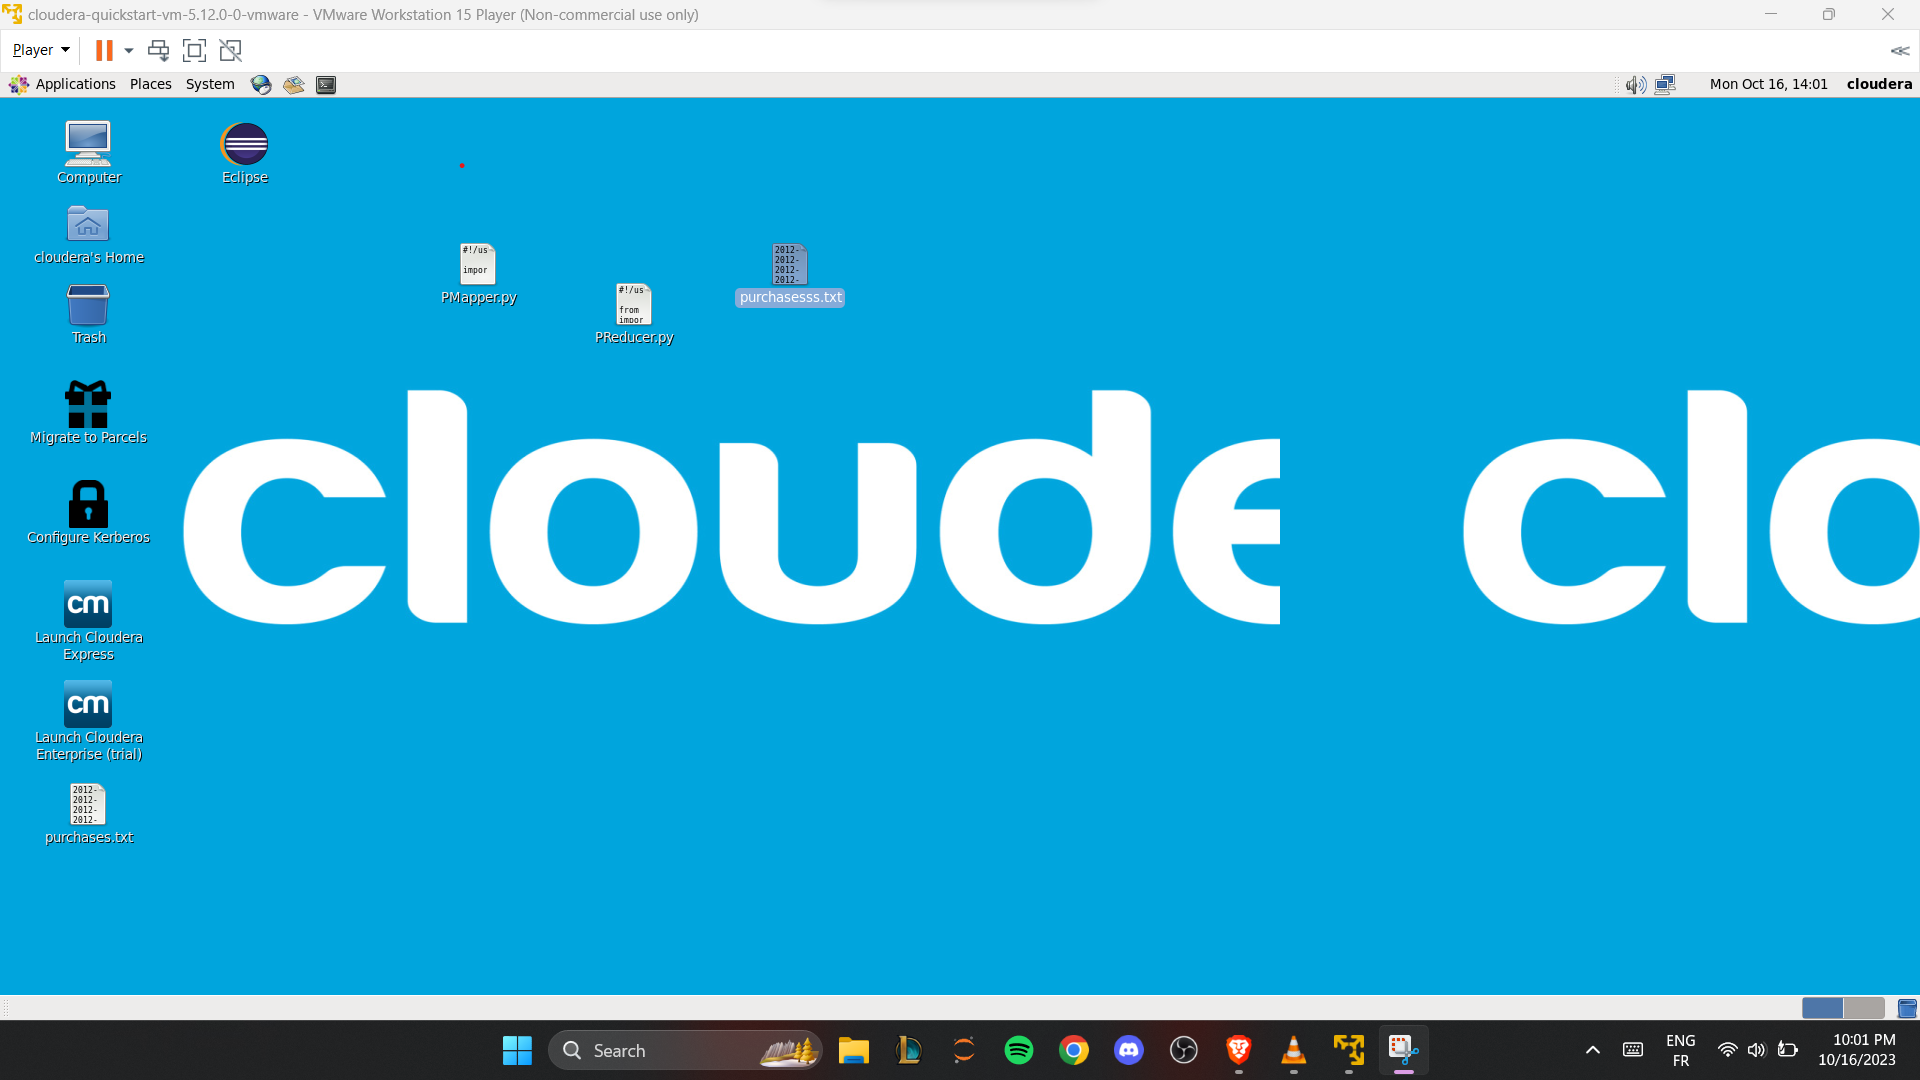 cloudera-quickstart-vm-5.12.0-0-vmware - VMware Workstation 15 Player (Non-commercial use only)
Player
Applications Places System
Mon Oct 16, 14:01 cloudera
Computer
Eclipse
cloudera's Home
#!/us
impor
PMapper.py
#!/us
from
impor
PReducer.py
2012-
2012-
2012-
2012-
purchasesss.txt
Trash
Migrate to Parcels
Configure Kerberos
cm
Launch Cloudera
Express
cm
Launch Cloudera
Enterprise (trial)
2012-
2012-
2012-
2012-
purchases.txt
cloude
clo
Search
ENG
FR
10:01 PM
10/16/2023